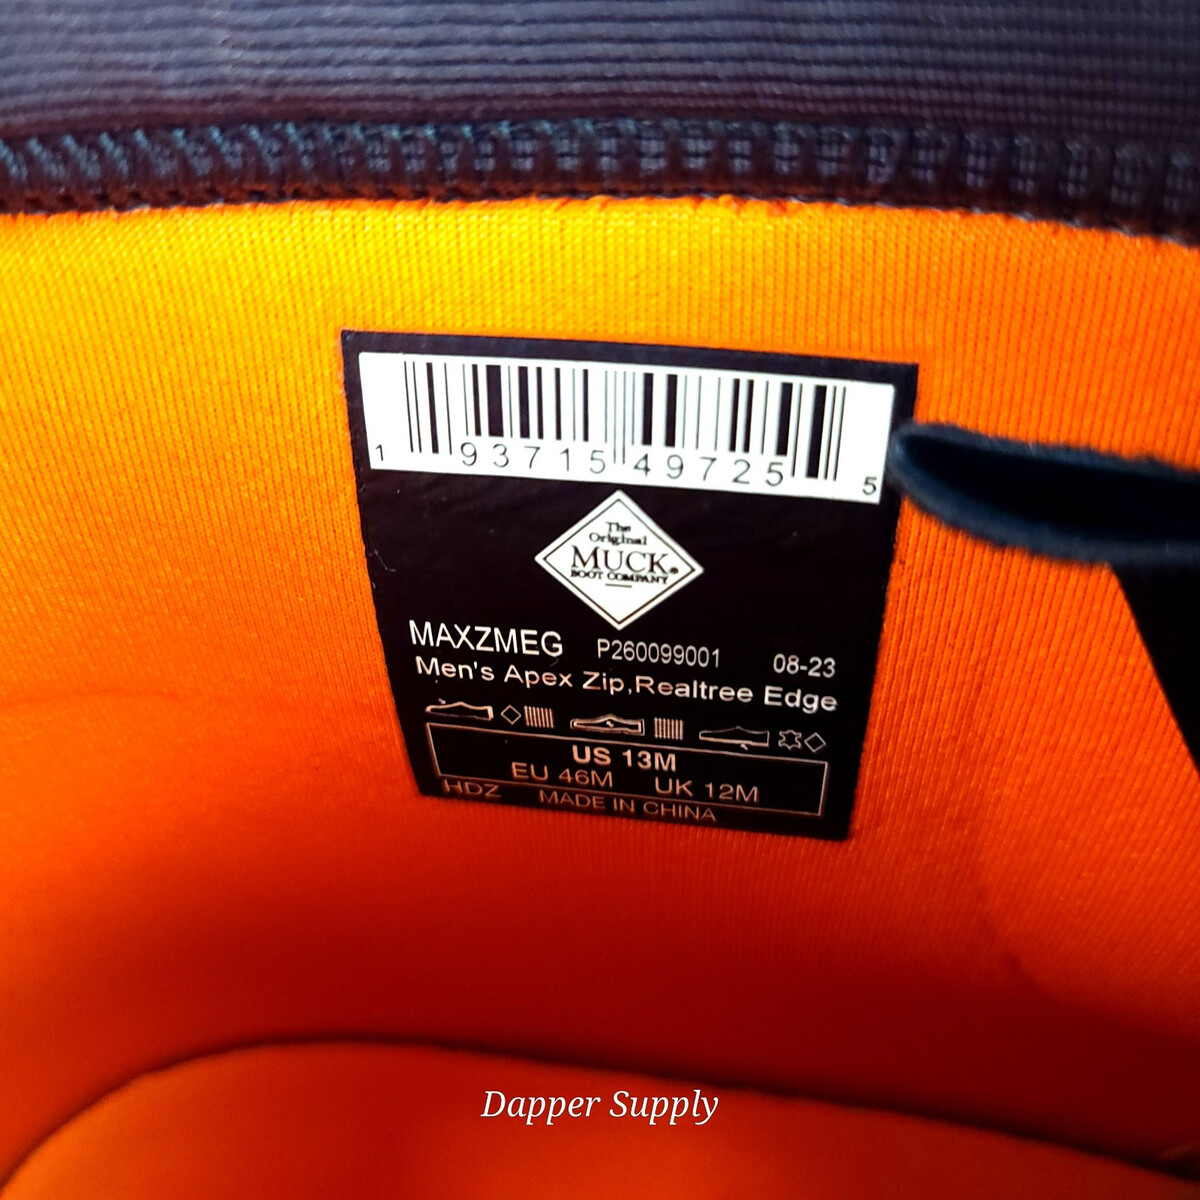 1 93715 49725 5
The
Original
MUCK®
BOOT COMPANY
MAXZMEG P260099001 08-23
Men's Apex Zip,Realtree Edge
US 13M
EU 46M UK 12M
HDZ MADE IN CHINA
Dapper Supply